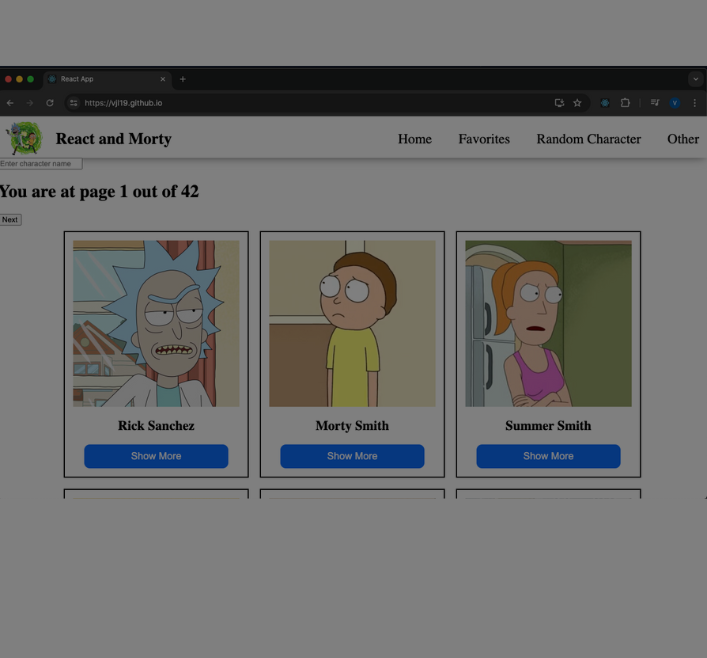 React App
https://vji19.github.io
V
React and Morty
Home Favorites Random Character Other
Enter character name
You are at page 1 out of 42
Next
Rick Sanchez Morty Smith Summer Smith
Show More Show More Show More